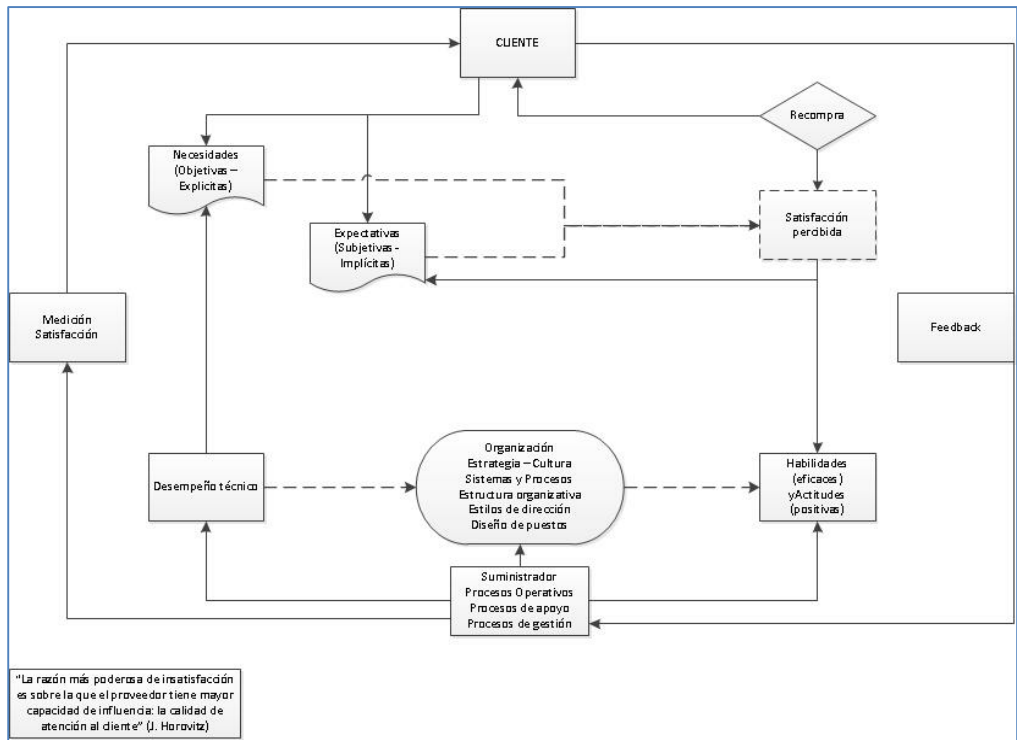 CLIENTE
Recompra
Necesidades
(Objetivas –
Explicitas)
Satisfacción
percibida
Expectativas
(Subjetivas -
Implícitas)
Medición
Satisfacción
Feedback
Organización
Estrategia – Cultura
Sistemas y Procesos
Estructura organizativa
Estilos de dirección
Diseño de puestos
Desempeño técnico
Habilidades
(eficaces)
yActitudes
(positivas)
Suministrador
Procesos Operativos
Procesos de apoyo
Procesos de gestión
"La razón más poderosa de insatisfacción
es sobre la que el proveedor tiene mayor
capacidad de influencia: la calidad de
atención al cliente" (J. Horovitz)